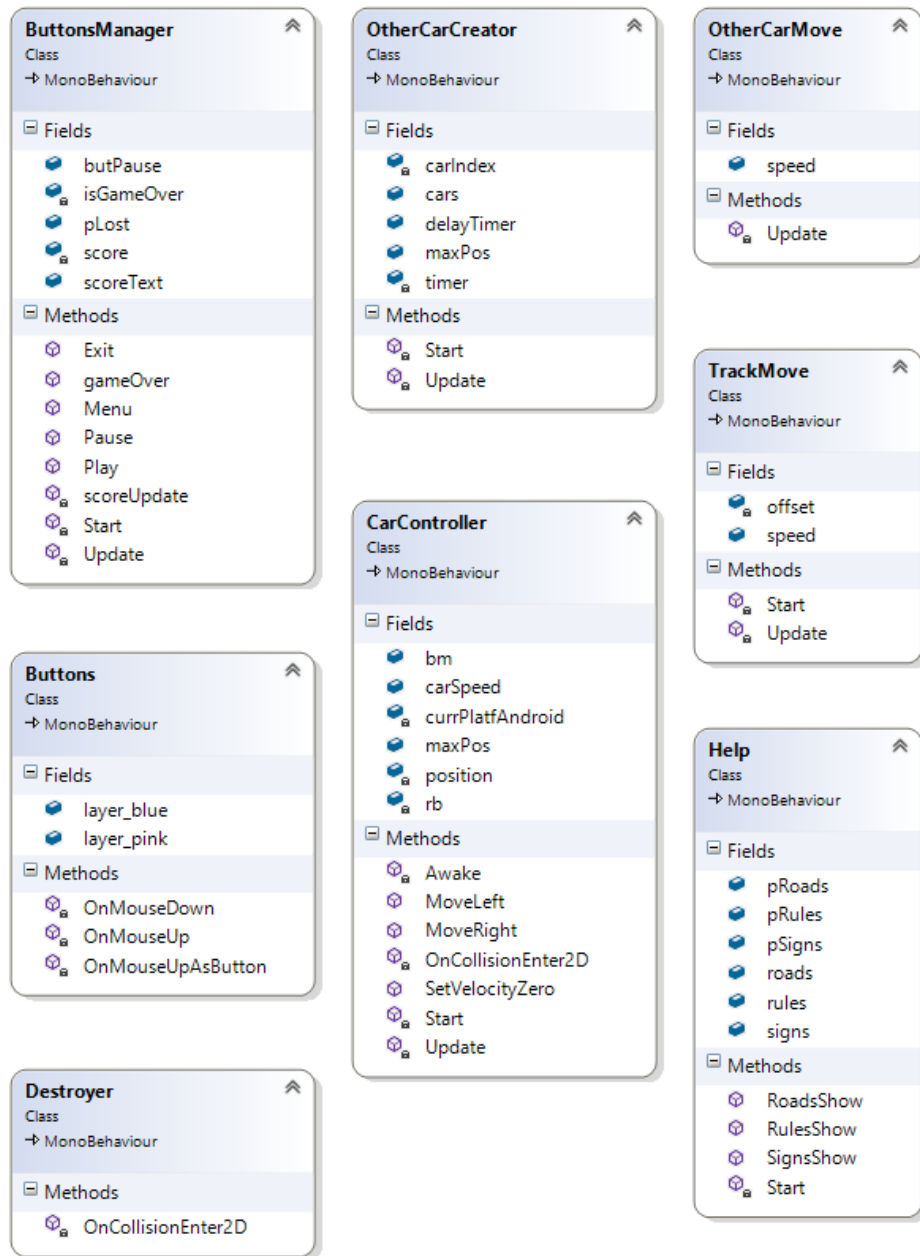 ButtonsManager
Class
MonoBehaviour
Fields
butPause
isGameOver
pLost
score
scoreText
Methods
Exit
gameOver
Menu
Pause
Play
scoreUpdate
Start
Update
Buttons
Class
MonoBehaviour
Fields
layer_blue
layer_pink
Methods
OnMouseDown
OnMouseUp
OnMouseUpAsButton
Destroyer
Class
MonoBehaviour
Methods
OnCollisionEnter2D
OtherCarCreator
Class
MonoBehaviour
Fields
carIndex
cars
delayTimer
maxPos
timer
Methods
Start
Update
CarController
Class
MonoBehaviour
Fields
bm
carSpeed
currPlatfAndroid
maxPos
position
rb
Methods
Awake
MoveLeft
MoveRight
OnCollisionEnter2D
SetVelocityZero
Start
Update
OtherCarMove
Class
MonoBehaviour
Fields
speed
Methods
Update
TrackMove
Class
MonoBehaviour
Fields
offset
speed
Methods
Start
Update
Help
Class
MonoBehaviour
Fields
pRoads
pRules
pSigns
roads
rules
signs
Methods
RoadsShow
RulesShow
SignsShow
Start